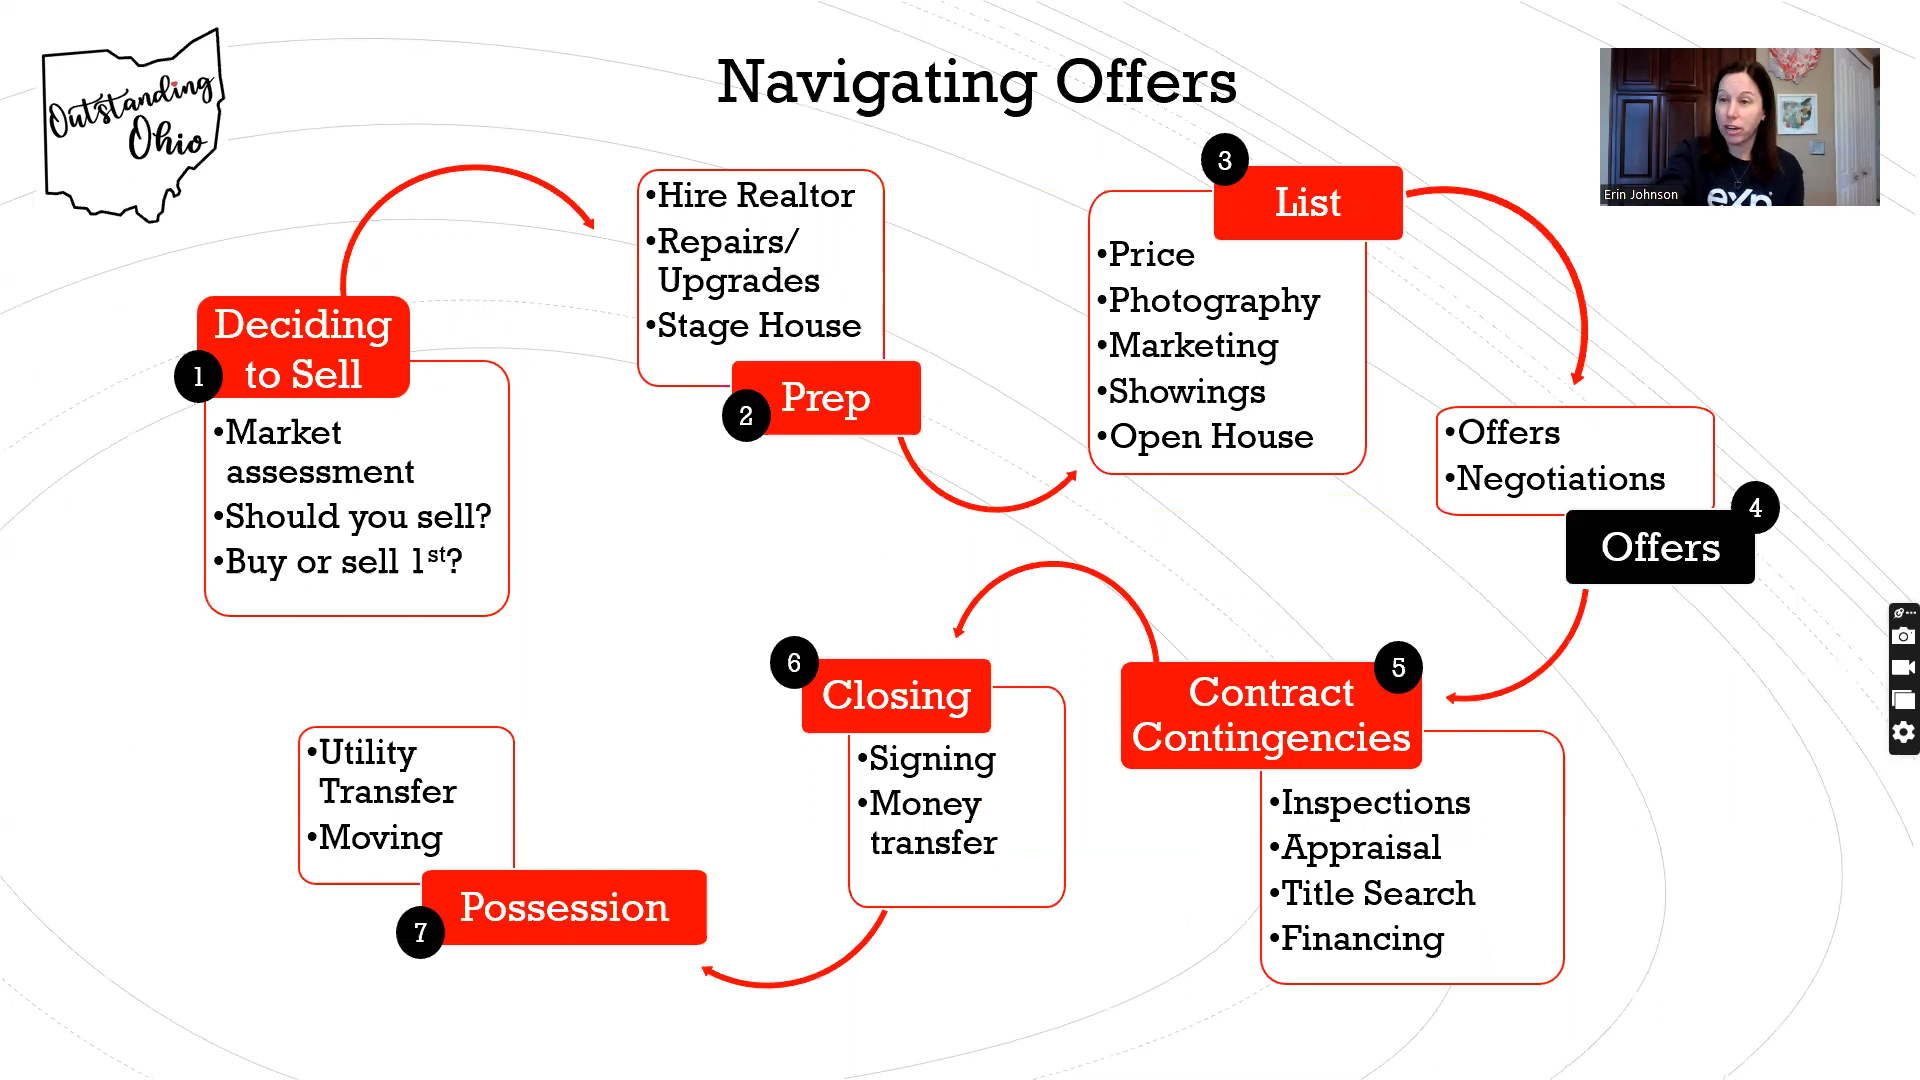 Outstanding
Ohio
Navigating Offers
Erin Johnson
exp
1
Deciding
to Sell
•Market
assessment
•Should you sell?
•Buy or sell 1st?
•Hire Realtor
•Repairs/
Upgrades
•Stage House
2
Prep
3
List
•Price
•Photography
•Marketing
•Showings
•Open House
•Offers
•Negotiations
4
Offers
5
Contract
Contingencies
•Inspections
•Appraisal
•Title Search
•Financing
6
Closing
•Signing
•Money
transfer
•Utility
Transfer
•Moving
7
Possession